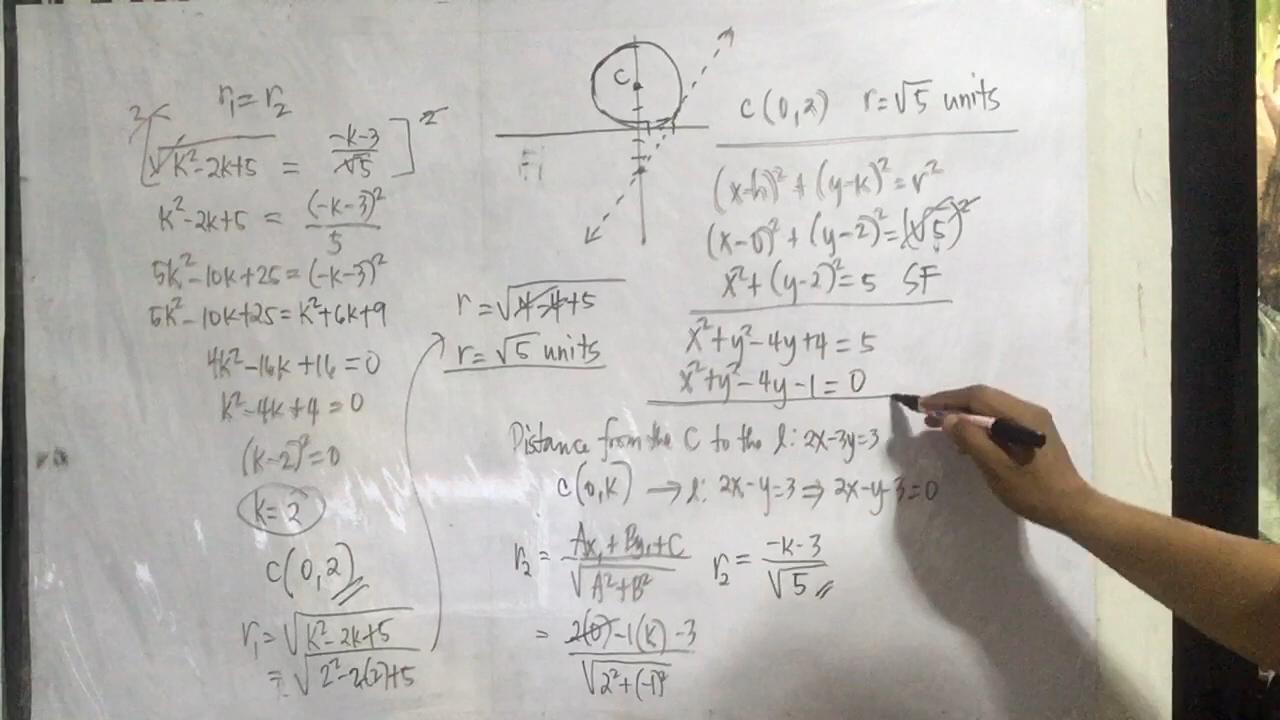 r₁ = r₂
[√k²-2k+5 = -k-3/√5]²
k²-2k+5 = (-k-3)²/5
5k²-10k+25 = (-k-3)²
5k²-10k+25 = k²+6k+9
4k²-16k+16 = 0
k²-4k+4 = 0
(k-2)² = 0
k = 2
C(0,2)
r₁ = √k²-2k+5
= √2²-2(2)+5
r = √4-4+5
r = √5 units
C
C(0,2) r = √5 units
(x-h)² + (y-k)² = r²
(x-0)² + (y-2)² = (√5)²
x² + (y-2)² = 5 SF
x² + y² - 4y + 4 = 5
x² + y² - 4y - 1 = 0
Distance from the C to the l: 2x-3y=3
C(0,k) → l: 2x-y=3 ⇒ 2x-y-3=0
r₂ = Ax₁ + By₁ + C/√A²+B² r₂ = -k-3/√5
= 2(0)-1(k)-3/√2²+(-1)²